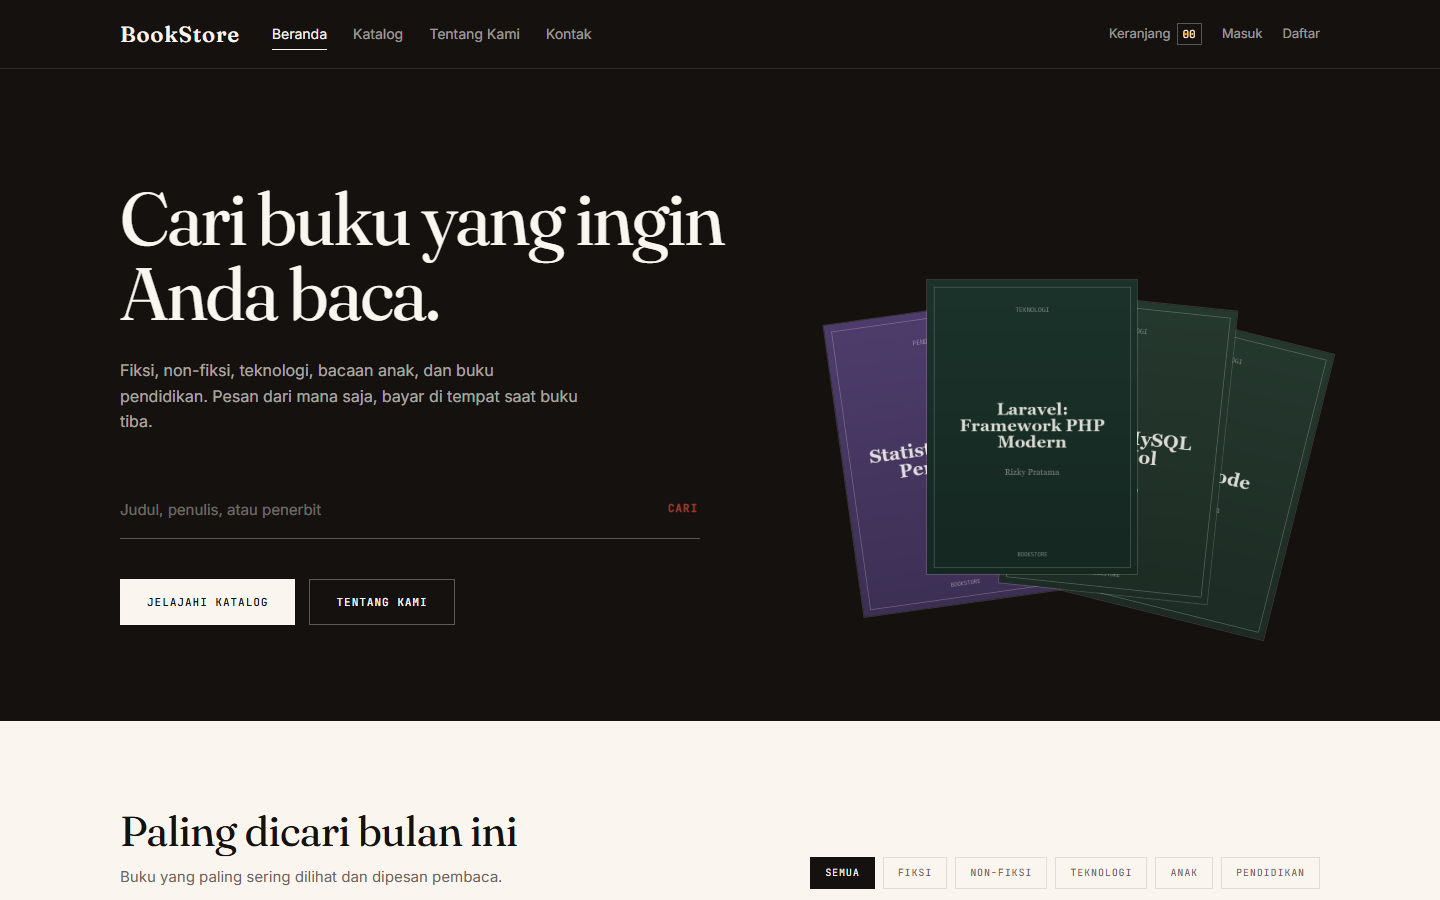 BookStore
Beranda
Katalog
Tentang Kami
Kontak
Keranjang
00
Masuk
Daftar
Cari buku yang ingin
Anda baca.
Fiksi, non-fiksi, teknologi, bacaan anak, dan buku
pendidikan. Pesan dari mana saja, bayar di tempat saat buku
tiba.
Judul, penulis, atau penerbit
CARI
JELAJAHI KATALOG
TENTANG KAMI
TEKNOLOGI
Laravel:
Framework PHP
Modern
Rizky Pratama
BOOKSTORE
BOOKSTORE
Paling dicari bulan ini
Buku yang paling sering dilihat dan dipesan pembaca.
SEMUA
FIKSI
NON-FIKSI
TEKNOLOGI
ANAK
PENDIDIKAN